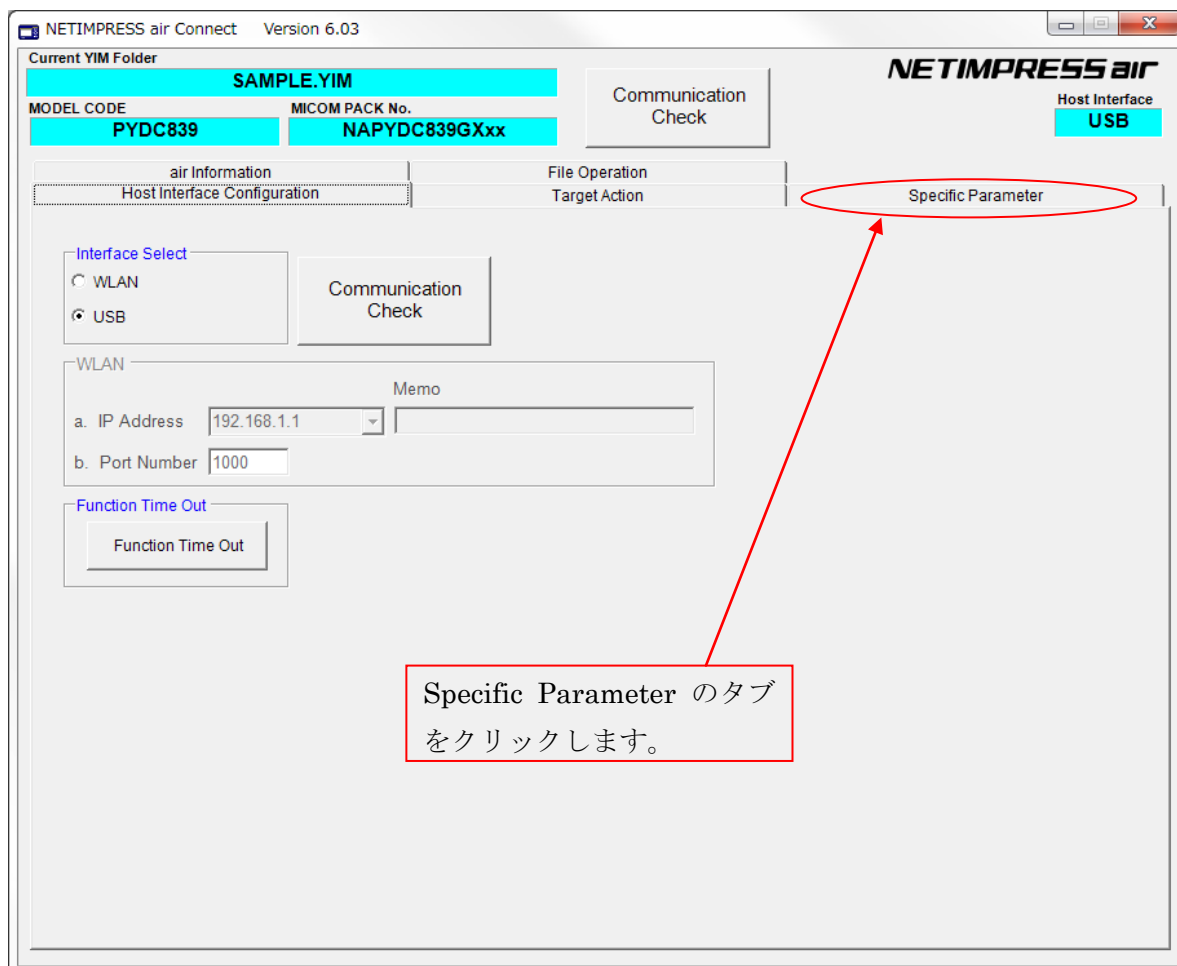 NETIMPRESS air Connect Version 6.03
Current YIM Folder
SAMPLE.YIM
MODEL CODE
MICOM PACK No.
PYDC839
NAPYDC839GXxx
Communication
Check
NETIMPRESS air
Host Interface
USB
air Information
File Operation
Host Interface Configuration
Target Action
Specific Parameter
Interface Select
WLAN
USB
Communication
Check
WLAN
Memo
a. IP Address 192.168.1.1
b. Port Number 1000
Function Time Out
Function Time Out
Specific Parameter のタブ
をクリックします。